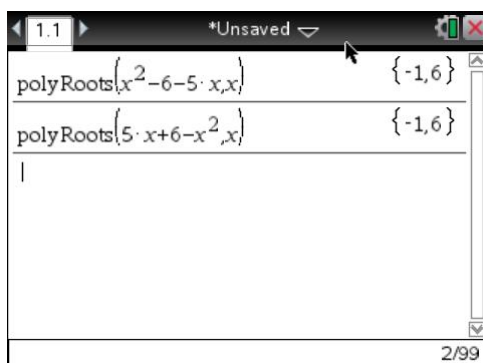 1.1 *Unsaved
polyRoots(x²-6-5·x,x) {-1,6}
polyRoots(5·x+6-x²,x) {-1,6}
2/99